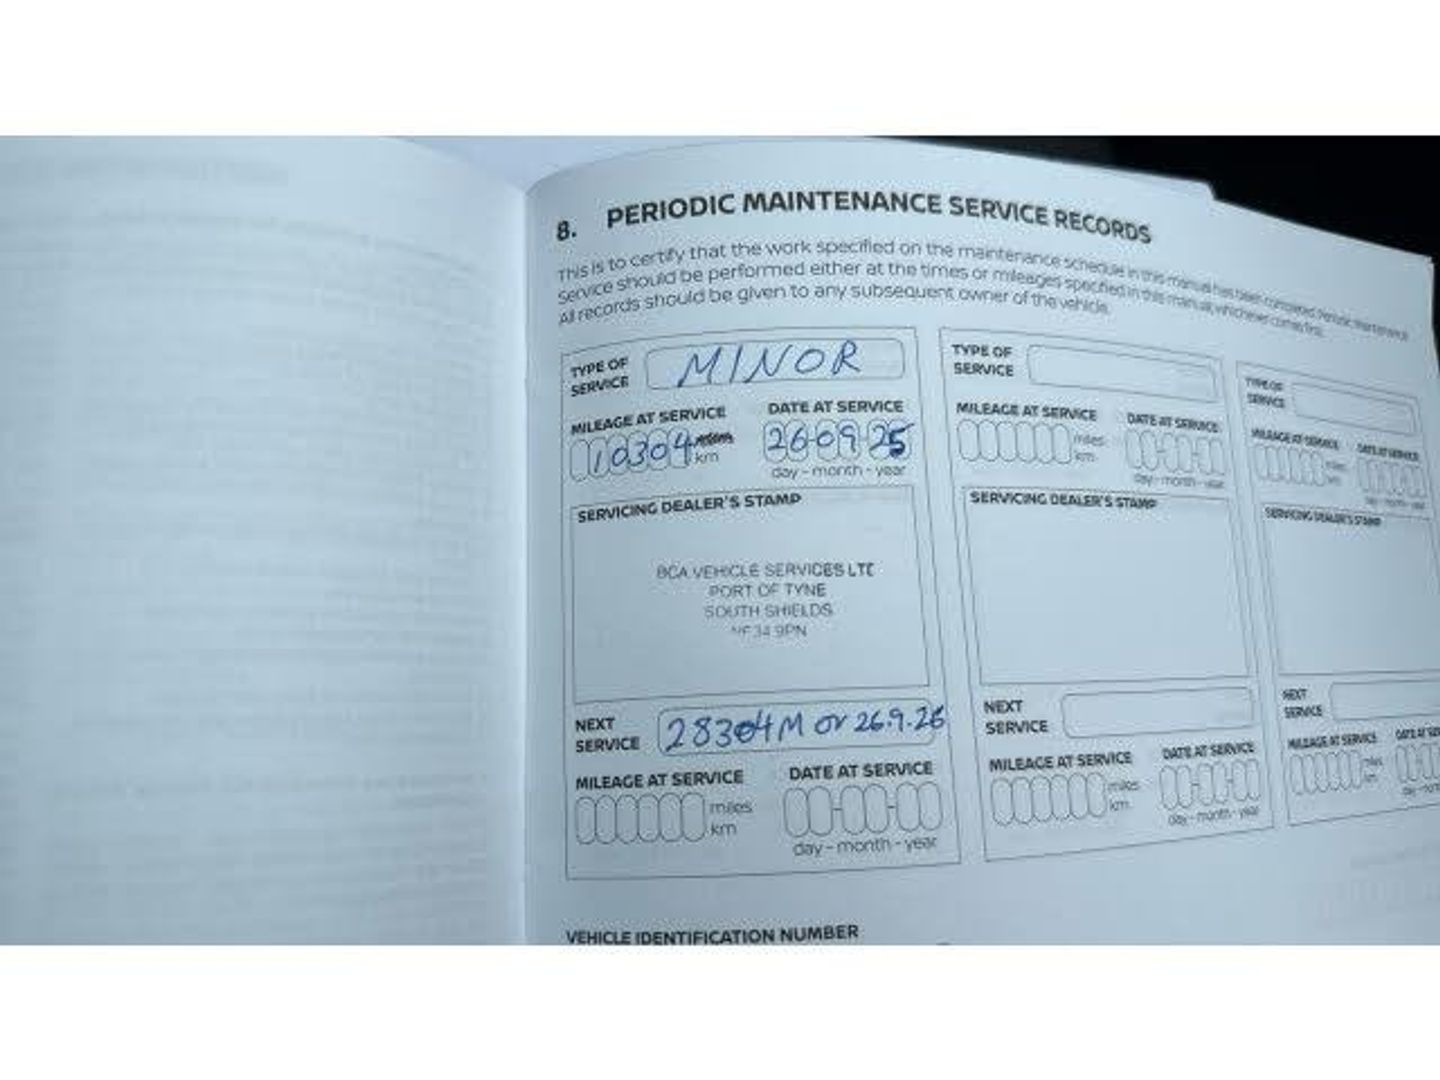 8. PERIODIC MAINTENANCE SERVICE RECORDS
This is to certify that the work specified on the maintenance schedule in this manual has been completed. Periodic maintenance
Service should be performed either at the times or mileages specified in this manual, whichever comes first.
All records should be given to any subsequent owner of the vehicle.
TYPE OF
SERVICE
MINOR
MILEAGE AT SERVICE
DATE AT SERVICE
10304
km
26 09 25
day - month - year
SERVICING DEALER'S STAMP
BCA VEHICLE SERVICES LTD
PORT OF TYNE
SOUTH SHIELDS
34 9PN
NEXT
SERVICE
28304M or 26.9.26
MILEAGE AT SERVICE
DATE AT SERVICE
miles
km
day - month - year
TYPE OF
SERVICE
MILEAGE AT SERVICE
DATE AT SERVICE
miles
km
day - month - year
SERVICING DEALER'S STAMP
NEXT
SERVICE
MILEAGE AT SERVICE
DATE AT SERVICE
miles
km
day - month - year
TYPE OF
SERVICE
MILEAGE AT SERVICE
DATE AT SERVICE
miles
km
SERVICING DEALER'S STAMP
NEXT
SERVICE
MILEAGE AT SERVICE
DATE AT
miles
km
VEHICLE IDENTIFICATION NUMBER